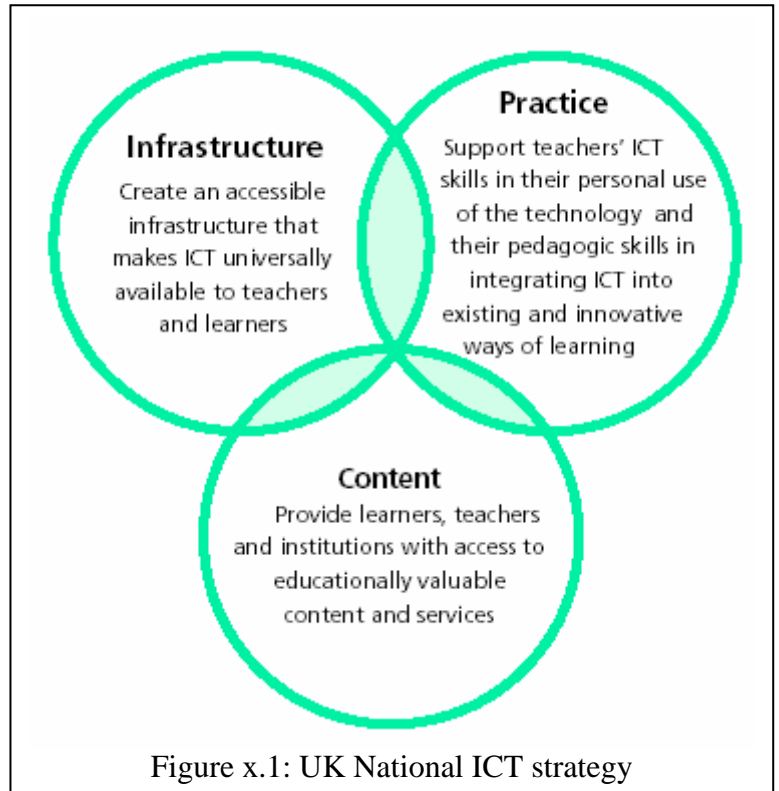 Infrastructure
Create an accessible
infrastructure that
makes ICT universally
available to teachers
and learners
Practice
Support teachers’ ICT
skills in their personal use
of the technology and
their pedagogic skills in
integrating ICT into
existing and innovative
ways of learning
Content
Provide learners, teachers
and institutions with access to
educationally valuable
content and services
Figure x.1: UK National ICT strategy